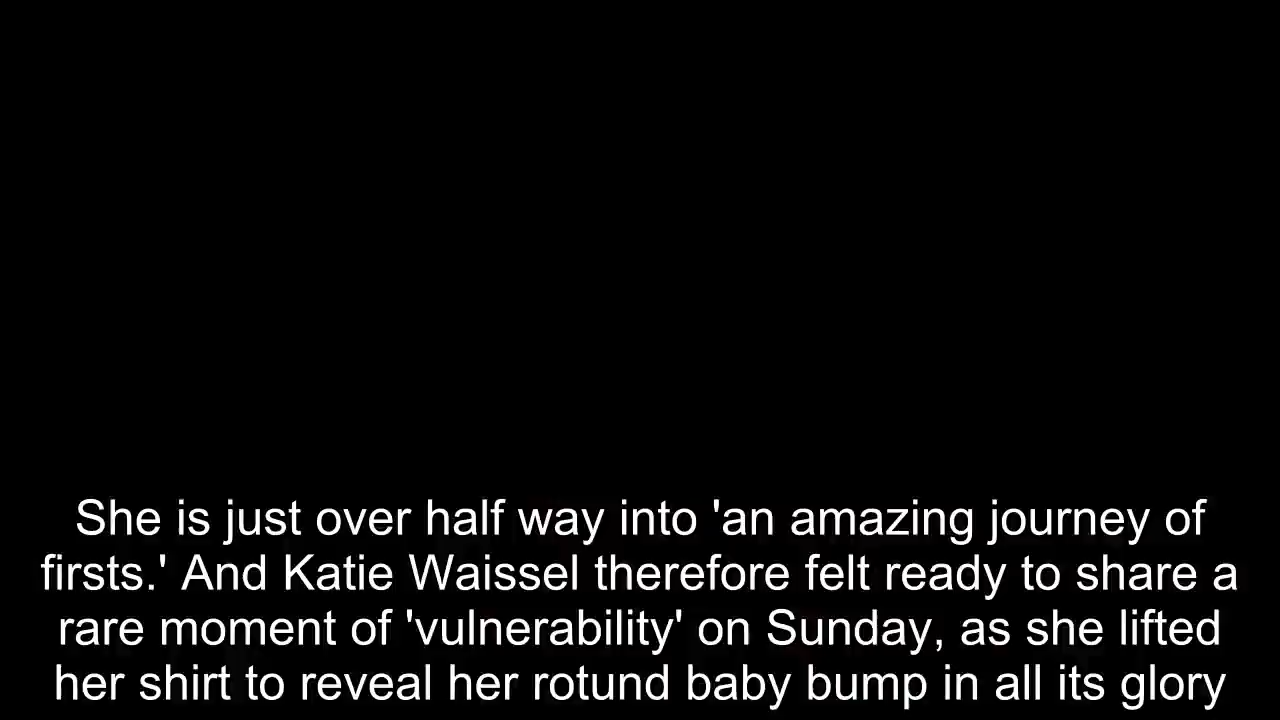 She is just over half way into 'an amazing journey of
firsts.' And Katie Waissel therefore felt ready to share a
rare moment of 'vulnerability' on Sunday, as she lifted
her shirt to reveal her rotund baby bump in all its glory